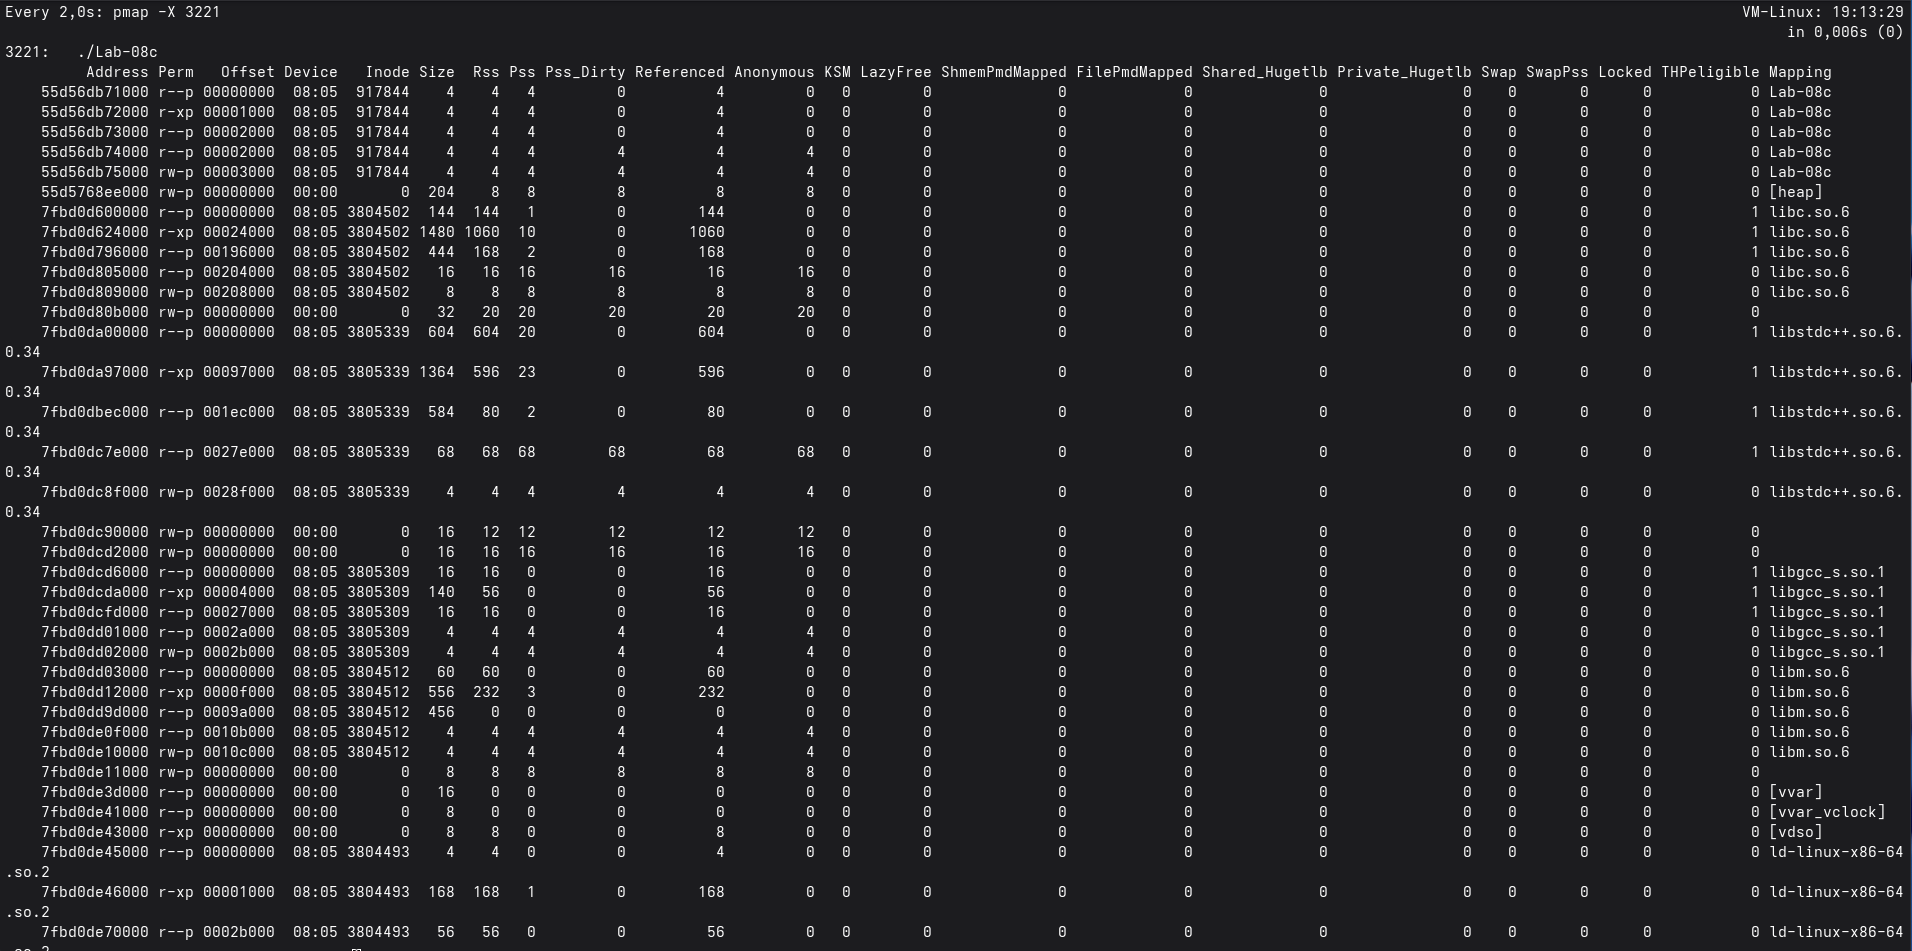 Every 2,0s: pmap -X 3221 VM-Linux: 19:13:29
in 0,006s (0)
3221: ./Lab-08c
Address Perm Offset Device Inode Size Rss Pss Pss_Dirty Referenced Anonymous KSM LazyFree ShmemPmdMapped FilePmdMapped Shared_Hugetlb Private_Hugetlb Swap SwapPss Locked THPeligible Mapping
55d56db71000 r--p 00000000 08:05 917844 4 4 4 0 4 0 0 0 0 0 0 0 0 0 0 0 Lab-08c
55d56db72000 r-xp 00001000 08:05 917844 4 4 4 0 4 0 0 0 0 0 0 0 0 0 0 0 Lab-08c
55d56db73000 r--p 00002000 08:05 917844 4 4 4 0 4 0 0 0 0 0 0 0 0 0 0 0 Lab-08c
55d56db74000 r--p 00002000 08:05 917844 4 4 4 4 4 4 0 0 0 0 0 0 0 0 0 0 Lab-08c
55d56db75000 rw-p 00003000 08:05 917844 4 4 4 4 4 4 0 0 0 0 0 0 0 0 0 0 Lab-08c
55d5768ee000 rw-p 00000000 00:00 0 204 8 8 8 8 8 0 0 0 0 0 0 0 0 0 0 [heap]
7fbd0d600000 r--p 00000000 08:05 3804502 144 144 1 0 144 0 0 0 0 0 0 0 0 0 0 1 libc.so.6
7fbd0d624000 r-xp 00024000 08:05 3804502 1480 1060 10 0 1060 0 0 0 0 0 0 0 0 0 0 1 libc.so.6
7fbd0d796000 r--p 00196000 08:05 3804502 444 168 2 0 168 0 0 0 0 0 0 0 0 0 0 1 libc.so.6
7fbd0d805000 r--p 00204000 08:05 3804502 16 16 16 16 16 16 0 0 0 0 0 0 0 0 0 0 libc.so.6
7fbd0d809000 rw-p 00208000 08:05 3804502 8 8 8 8 8 8 0 0 0 0 0 0 0 0 0 0 libc.so.6
7fbd0d80b000 rw-p 00000000 00:00 0 32 20 20 20 20 20 0 0 0 0 0 0 0 0 0 0
7fbd0da00000 r--p 00000000 08:05 3805339 604 604 20 0 604 0 0 0 0 0 0 0 0 0 0 1 libstdc++.so.6.
0.34
7fbd0da97000 r-xp 00097000 08:05 3805339 1364 596 23 0 596 0 0 0 0 0 0 0 0 0 0 1 libstdc++.so.6.
0.34
7fbd0dbec000 r--p 001ec000 08:05 3805339 584 80 2 0 80 0 0 0 0 0 0 0 0 0 0 1 libstdc++.so.6.
0.34
7fbd0dc7e000 r--p 0027e000 08:05 3805339 68 68 68 68 68 68 0 0 0 0 0 0 0 0 0 1 libstdc++.so.6.
0.34
7fbd0dc8f000 rw-p 0028f000 08:05 3805339 4 4 4 4 4 4 0 0 0 0 0 0 0 0 0 0 libstdc++.so.6.
0.34
7fbd0dc90000 rw-p 00000000 00:00 0 16 12 12 12 12 12 0 0 0 0 0 0 0 0 0 0
7fbd0dcd2000 rw-p 00000000 00:00 0 16 16 16 16 16 16 0 0 0 0 0 0 0 0 0 0
7fbd0dcd6000 r--p 00000000 08:05 3805309 16 16 0 0 16 0 0 0 0 0 0 0 0 0 0 1 libgcc_s.so.1
7fbd0dcda000 r-xp 00004000 08:05 3805309 140 56 0 0 56 0 0 0 0 0 0 0 0 0 0 1 libgcc_s.so.1
7fbd0dcfd000 r--p 00027000 08:05 3805309 16 16 0 0 16 0 0 0 0 0 0 0 0 0 0 1 libgcc_s.so.1
7fbd0dd01000 r--p 0002a000 08:05 3805309 4 4 4 4 4 4 0 0 0 0 0 0 0 0 0 0 libgcc_s.so.1
7fbd0dd02000 rw-p 0002b000 08:05 3805309 4 4 4 4 4 4 0 0 0 0 0 0 0 0 0 0 libgcc_s.so.1
7fbd0dd03000 r--p 00000000 08:05 3804512 60 60 0 0 60 0 0 0 0 0 0 0 0 0 0 0 libm.so.6
7fbd0dd12000 r-xp 0000f000 08:05 3804512 556 232 3 0 232 0 0 0 0 0 0 0 0 0 0 0 libm.so.6
7fbd0dd9d000 r--p 0009a000 08:05 3804512 456 0 0 0 0 0 0 0 0 0 0 0 0 0 0 0 libm.so.6
7fbd0de0f000 r--p 0010b000 08:05 3804512 4 4 4 4 4 4 0 0 0 0 0 0 0 0 0 0 libm.so.6
7fbd0de10000 rw-p 0010c000 08:05 3804512 4 4 4 4 4 4 0 0 0 0 0 0 0 0 0 0 libm.so.6
7fbd0de11000 rw-p 00000000 00:00 0 8 8 8 8 8 8 0 0 0 0 0 0 0 0 0 0
7fbd0de3d000 r--p 00000000 00:00 0 16 0 0 0 0 0 0 0 0 0 0 0 0 0 0 0 [vvar]
7fbd0de41000 r--p 00000000 00:00 0 8 0 0 0 0 0 0 0 0 0 0 0 0 0 0 0 [vvar_vclock]
7fbd0de43000 r-xp 00000000 00:00 0 8 8 0 0 8 0 0 0 0 0 0 0 0 0 0 0 [vdso]
7fbd0de45000 r--p 00000000 08:05 3804493 4 4 0 0 4 0 0 0 0 0 0 0 0 0 0 0 ld-linux-x86-64
.so.2
7fbd0de46000 r-xp 00001000 08:05 3804493 168 168 1 0 168 0 0 0 0 0 0 0 0 0 0 0 ld-linux-x86-64
.so.2
7fbd0de70000 r--p 0002b000 08:05 3804493 56 56 0 0 56 0 0 0 0 0 0 0 0 0 0 0 ld-linux-x86-64